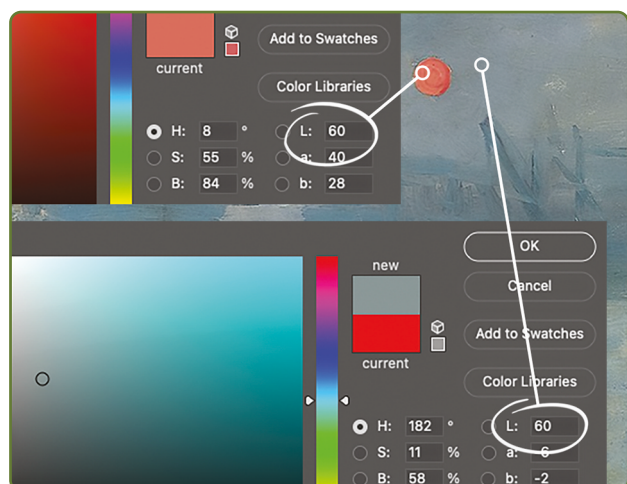 Add to Swatches
current
Color Libraries
H: 8 ° L: 60
S: 55 % a: 40
B: 84 % b: 28
OK
new
Cancel
Add to Swatches
current
Color Libraries
H: 182 ° L: 60
S: 11 % a: -6
B: 58 % b: -2